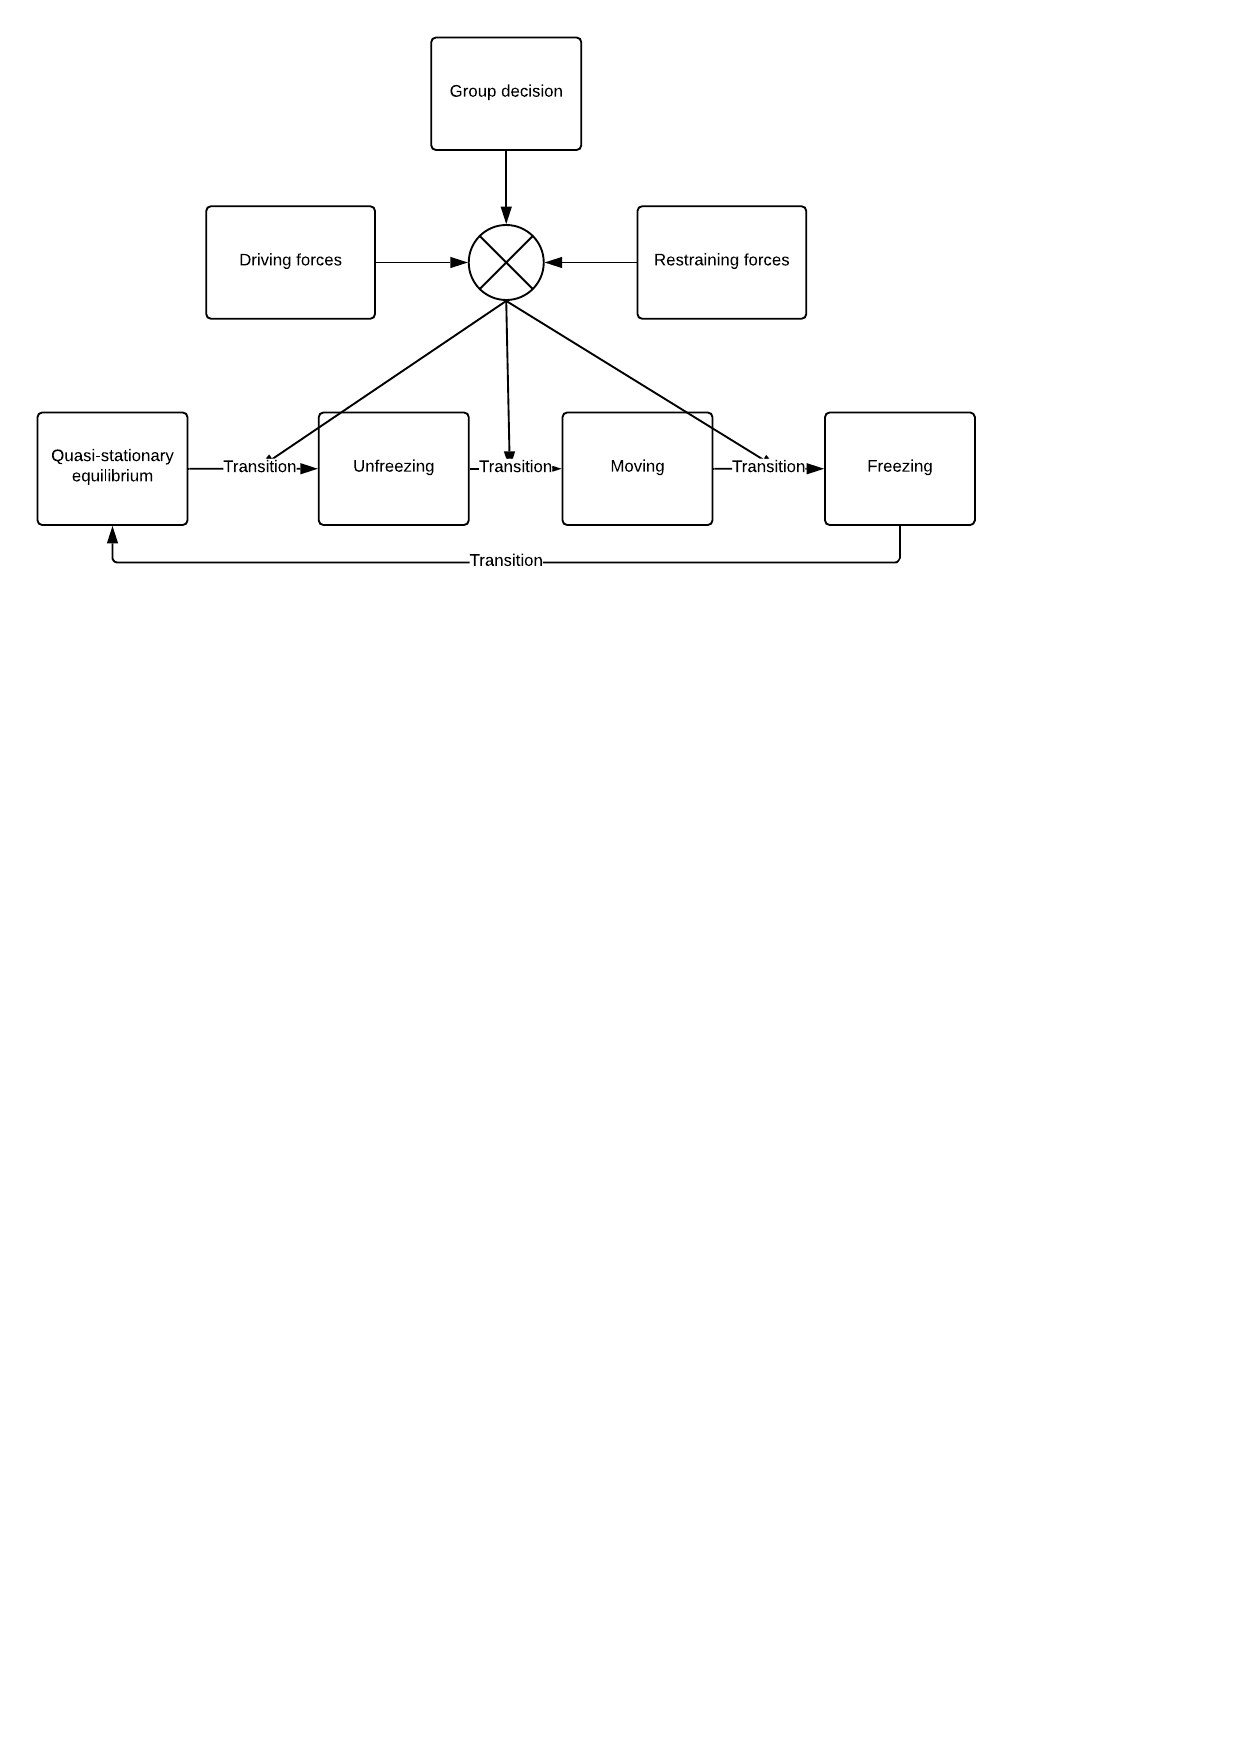 Group decision
Driving forces
Restraining forces
Quasi-stationary
equilibrium
Transition
Unfreezing
Transition
Moving
Transition
Freezing
Transition